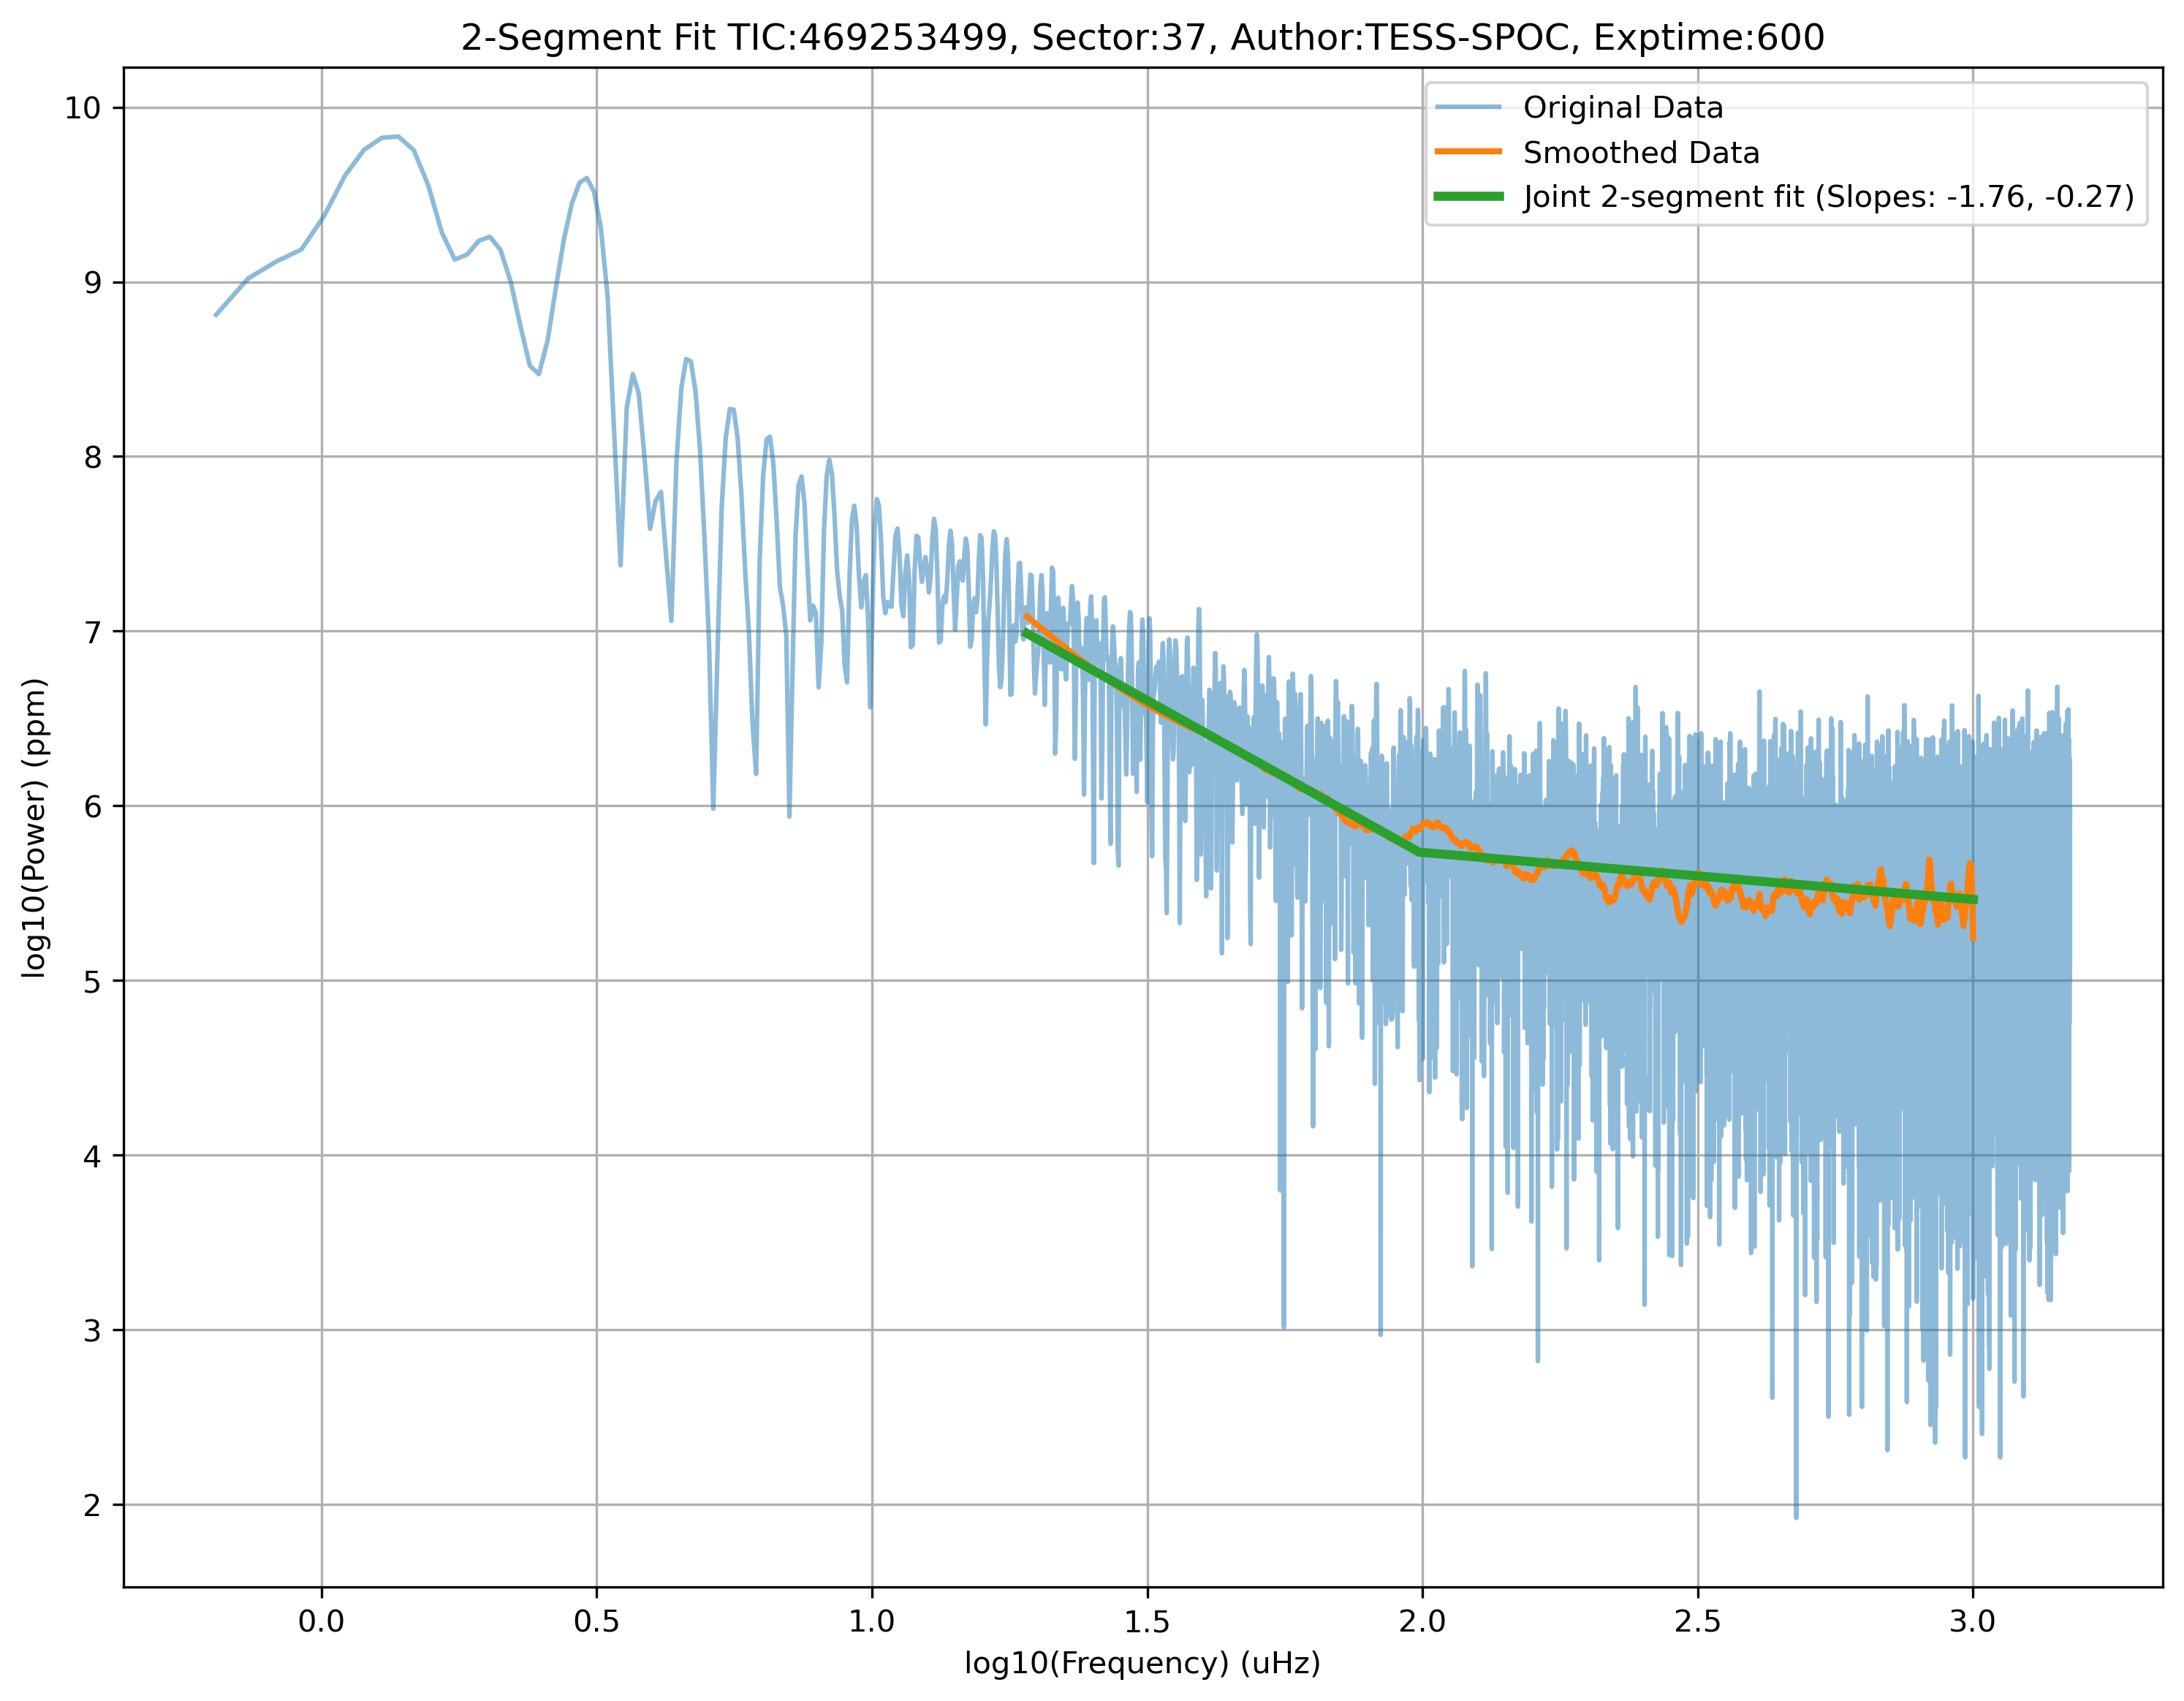 2-Segment Fit TIC:469253499, Sector:37, Author:TESS-SPOC, Exptime:600
Original Data
Smoothed Data
Joint 2-segment fit (Slopes: -1.76, -0.27)
log10(Power) (ppm)
10
9
8
7
6
5
4
3
2
0.0 0.5 1.0 1.5 2.0 2.5 3.0
log10(Frequency) (uHz)